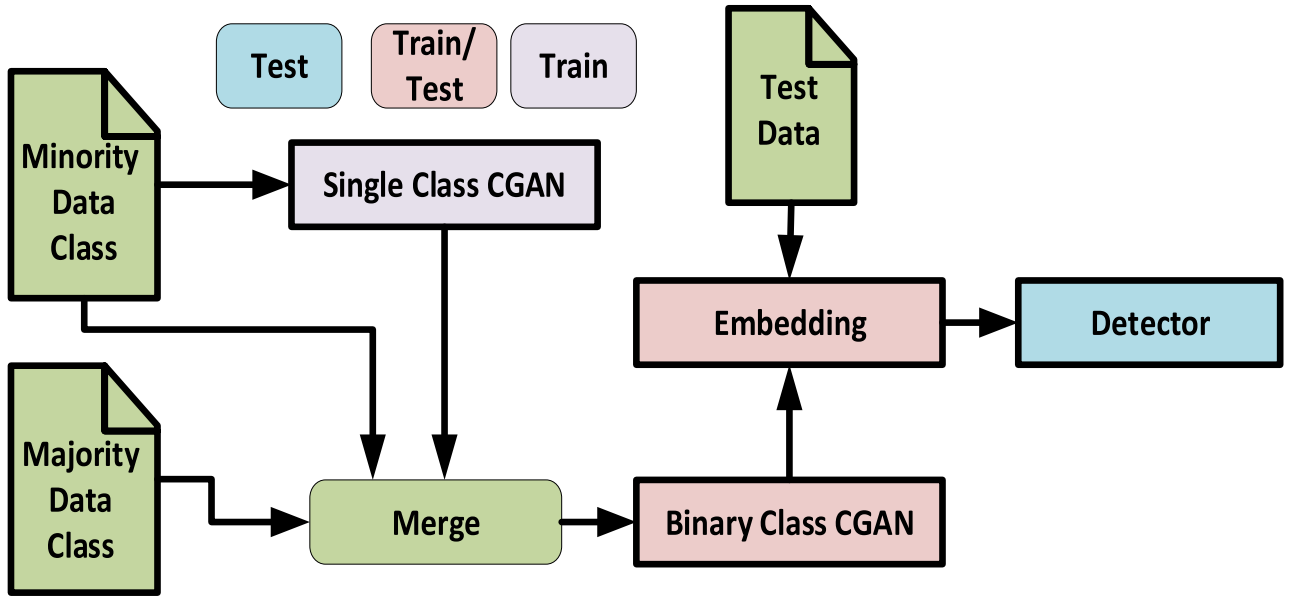 Test
Train/
Test
Train
Test
Data
Minority
Data
Class
Single Class CGAN
Embedding
Detector
Majority
Data
Class
Merge
Binary Class CGAN